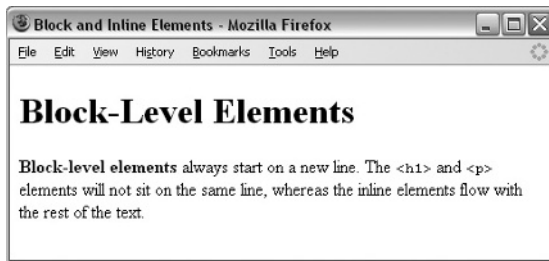 Block and Inline Elements - Mozilla Firefox
File Edit View History Bookmarks Tools Help
Block-Level Elements
Block-level elements always start on a new line. The <h1> and <p>
elements will not sit on the same line, whereas the inline elements flow with
the rest of the text.